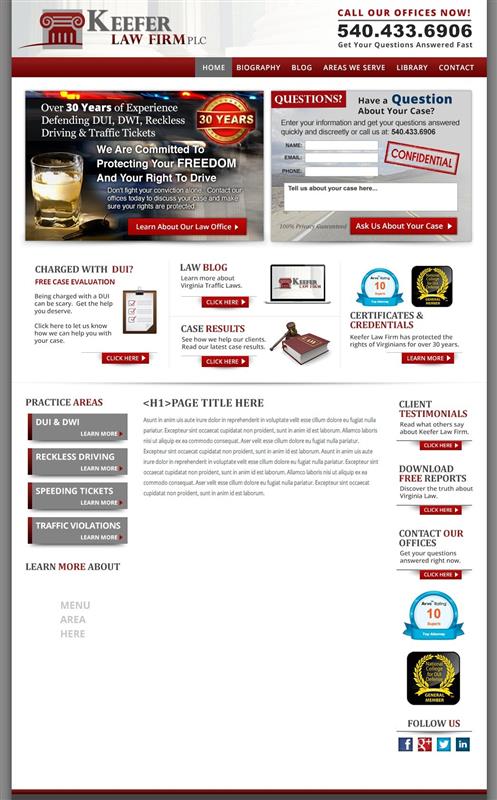 KEEFER
LAW FIRM PLC
CALL OUR OFFICES NOW!
540.433.6906
Get Your Questions Answered Fast
HOME BIOGRAPHY BLOG AREAS WE SERVE LIBRARY CONTACT
Over 30 Years of Experience
Defending DUI, DWI, Reckless
Driving & Traffic Tickets
30 YEARS
We Are Committed To
Protecting Your FREEDOM
And Your Right To Drive
Don't fight your conviction alone. Contact our
offices today to discuss your case and make
sure your rights are protected.
Learn About Our Law Office
QUESTIONS?
Have a Question
About Your Case?
Enter your information and get your questions answered
quickly and discreetly or call us at: 540.433.6906
NAME:
EMAIL:
PHONE:
CONFIDENTIAL
Tell us about your case here...
100% Privacy Guaranteed
Ask Us About Your Case
CHARGED WITH DUI?
FREE CASE EVALUATION
Being charged with a DUI
can be scary. Get the help
you deserve.
Click here to let us know
how we can help you with
your case.
CLICK HERE
LAW BLOG
Learn more about
Virginia Traffic Laws.
CLICK HERE
KEEFER
LAW FIRM
CASE RESULTS
See how we help our clients.
Read our latest case results.
CLICK HERE
LAW
Avvo Rating
10
Superb
Top Attorney
GENERAL
MEMBER
CERTIFICATES &
CREDENTIALS
Keefer Law Firm has protected
the rights of Virginians for over 30 years.
LEARN MORE
PRACTICE AREAS
DUI & DWI
LEARN MORE
RECKLESS DRIVING
LEARN MORE
SPEEDING TICKETS
LEARN MORE
TRAFFIC VIOLATIONS
LEARN MORE
LEARN MORE ABOUT
MENU
AREA
HERE
<H1>PAGE TITLE HERE
Asunt in anim uis aute irure dolor in reprehenderit in voluptate velit esse cillum dolore eu fugiat nulla
pariatur. Excepteur sint occaecat cupidatat non proident, sunt in anim id est laborum. Allamco laboris
nisi ut aliquip ex ea commodo consequat. Aser velit esse cillum dolore eu fugiat nulla pariatur.
Excepteur sint occaecat cupidatat non proident, sunt in anim id est laborum. Asunt in anim uis aute
irure dolor in reprehenderit in voluptate velit esse cillum dolore eu fugiat nulla pariatur. Excepteur sint
occaecat cupidatat non proident, sunt in anim id est laborum. Allamco laboris nisi ut aliquip ex ea
commodo consequat. Aser velit esse cillum dolore eu fugiat nulla pariatur. Excepteur sint occaecat
cupidatat non proident, sunt in anim id est laborum.
CLIENT
TESTIMONIALS
Read what others say
about Keefer Law Firm.
CLICK HERE
DOWNLOAD
FREE REPORTS
Discover the truth about
Virginia Law.
CLICK HERE
CONTACT OUR
OFFICES
Get your questions
answered right now.
CLICK HERE
Avvo Rating
10
Superb
Top Attorney
National
College
for DUI
Defense
GENERAL
MEMBER
FOLLOW US